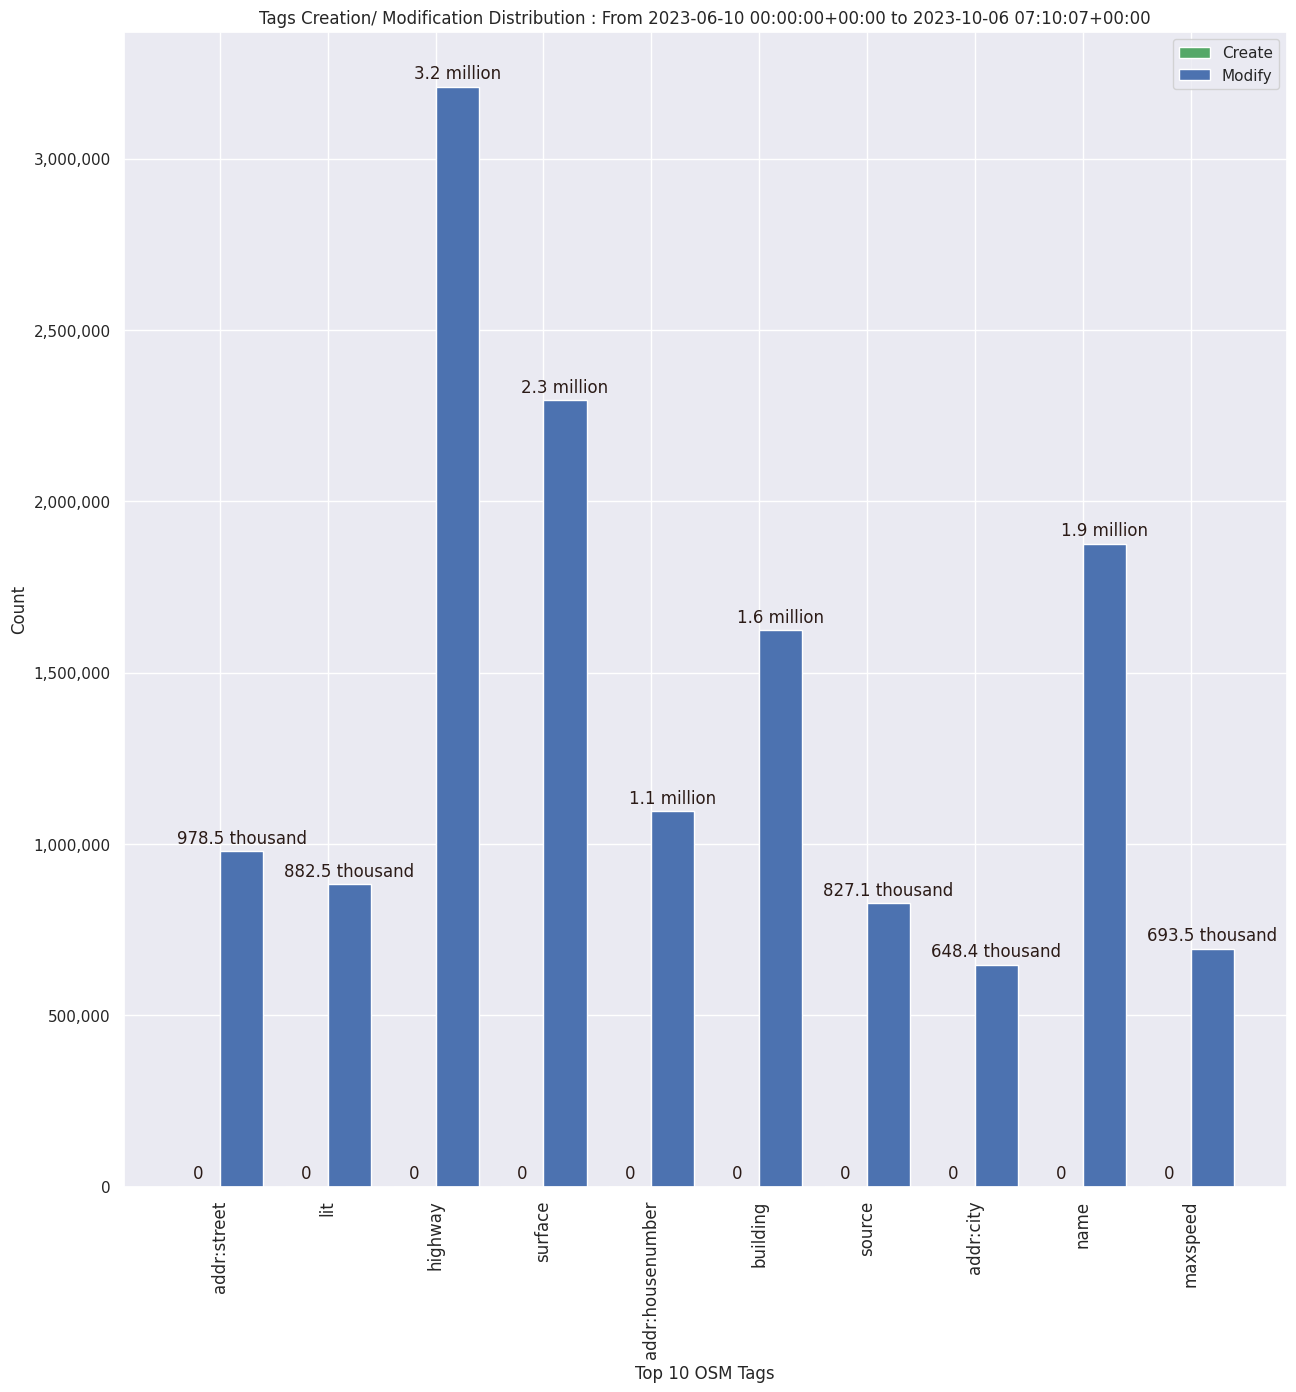 Tags Creation/ Modification Distribution : From 2023-06-10 00:00:00+00:00 to 2023-10-06 07:10:07+00:00
Create
Modify
3.2 million
3,000,000
2,500,000
2.3 million
2,000,000
1.9 million
1.6 million
Count
1,500,000
1.1 million
1,000,000
978.5 thousand
882.5 thousand
827.1 thousand
693.5 thousand
648.4 thousand
500,000
0 0 0 0 0 0 0 0 0 0
0
addr:street
lit
highway
surface
addr:housenumber
building
source
addr:city
name
maxspeed
Top 10 OSM Tags